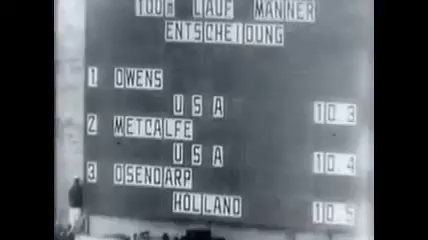 100m LAUF MÄNNER
ENTSCHEIDUNG
1 OWENS
USA 10.3
2 METCALFE
USA 10.4
3 OSENDARP
HOLLAND 10.5